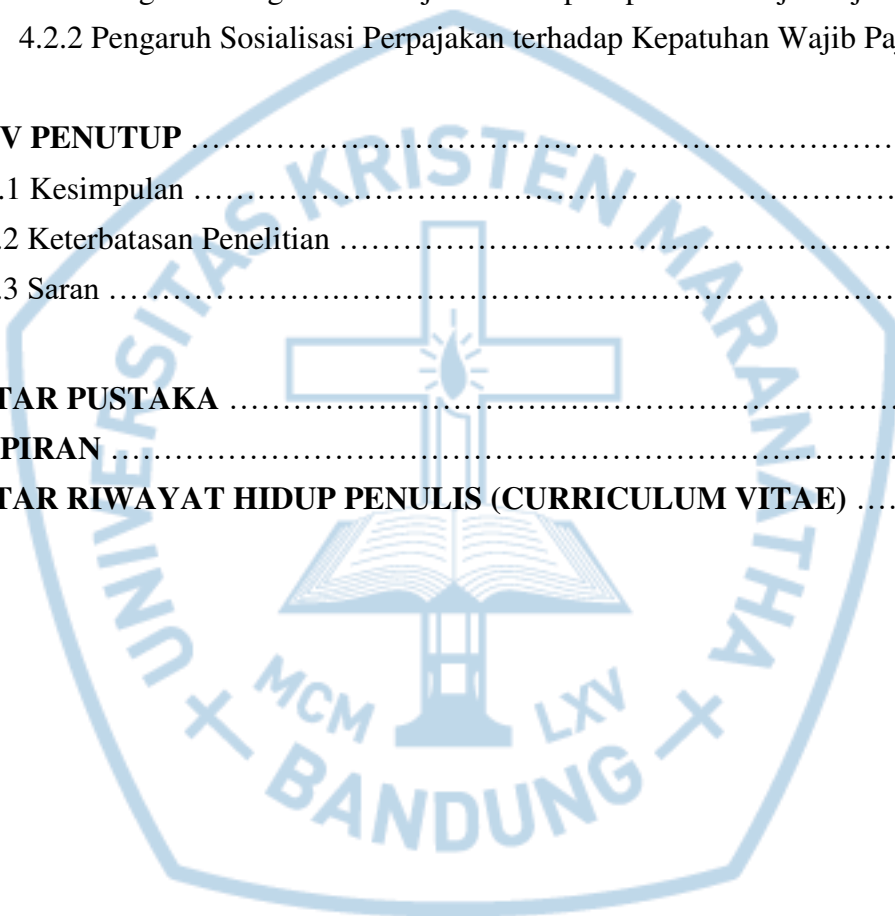 4.2.2 Pengaruh Sosialisasi Perpajakan terhadap Kepatuhan Wajib Pa
V PENUTUP ………………………………………………………………
.1 Kesimpulan ………………………………………………………………
.2 Keterbatasan Penelitian ………………………………………………
.3 Saran ………………………………………………………………………
TAR PUSTAKA ………………………………………………………………
PIRAN …………………………………………………………………………
TAR RIWAYAT HIDUP PENULIS (CURRICULUM VITAE) ….
UNIVERSITAS KRISTEN MARANATHA
MCM LXV
BANDUNG